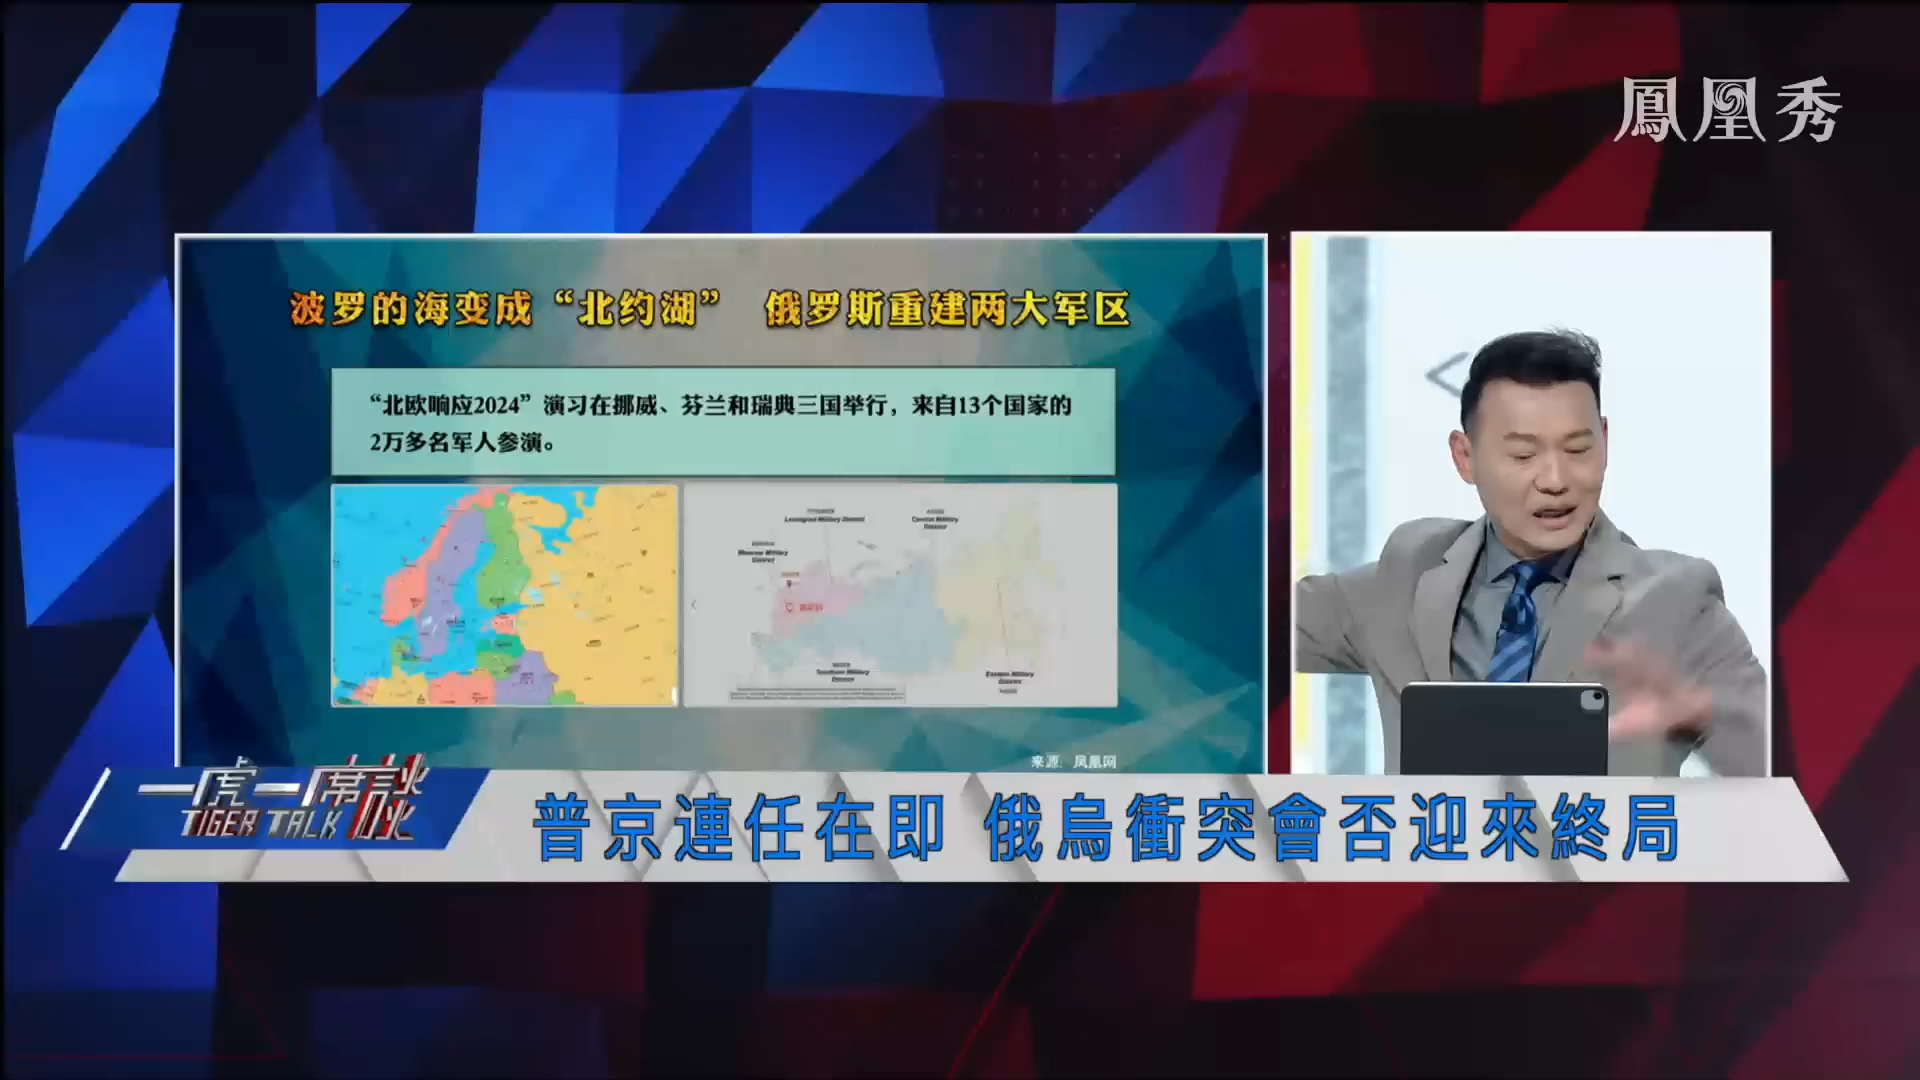 鳳凰秀
波罗的海变成“北约湖” 俄罗斯重建两大军区
“北欧响应2024”演习在挪威、芬兰和瑞典三国举行，来自13个国家的
2万多名军人参演。
Leningrad Military District
Central Military
District
Moscow Military
District
Southern Military
District
Eastern Military
District
来源：凤凰网
一虎一席談
TIGER TALK
普京連任在即 俄烏衝突會否迎來終局